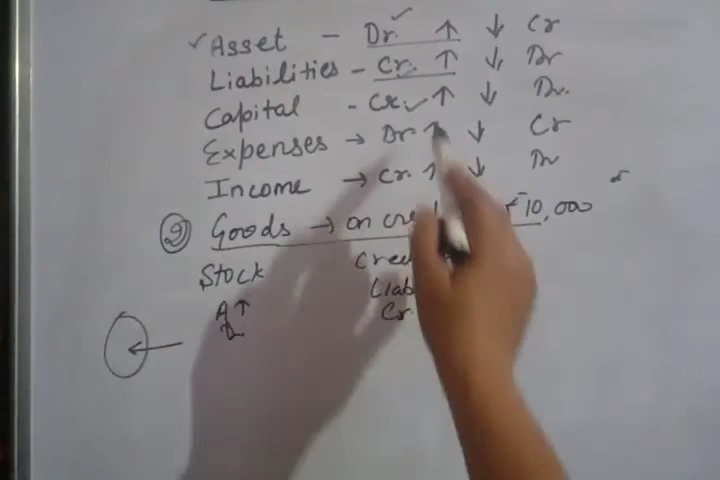 ✓ Asset - Dr. ✓ ↑ ↓ Cr
Liabilities - Cr. ↑ ↓ Dr
Capital - Cr. ✓ ↑ ↓ Dr.
Expenses → Dr ↑ ↓ Cr
Income → Cr. ↑ ↓ Dr
② Goods → on ₹10,000
Stock
A↑
Cr.